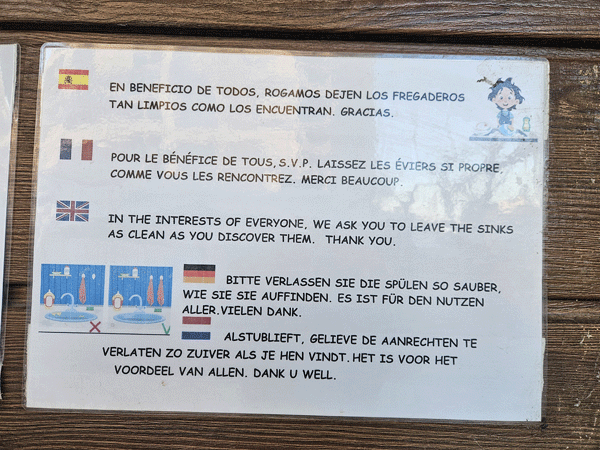 EN BENEFICIO DE TODOS, ROGAMOS DEJEN LOS FREGADEROS
TAN LIMPIOS COMO LOS ENCUENTRAN. GRACIAS.
POUR LE BÉNÉFICE DE TOUS, S.V.P. LAISSEZ LES ÉVIERS SI PROPRE,
COMME VOUS LES RENCONTREZ. MERCI BEAUCOUP.
IN THE INTERESTS OF EVERYONE, WE ASK YOU TO LEAVE THE SINKS
AS CLEAN AS YOU DISCOVER THEM. THANK YOU.
BITTE VERLASSEN SIE DIE SPÜLEN SO SAUBER,
WIE SIE SIE AUFFINDEN. ES IST FÜR DEN NUTZEN
ALLER.VIELEN DANK.
ALSTUBLIEFT, GELIEVE DE AANRECHTEN TE
VERLATEN ZO ZUIVER ALS JE HEN VINDT. HET IS VOOR HET
VOORDEEL VAN ALLEN. DANK U WELL.